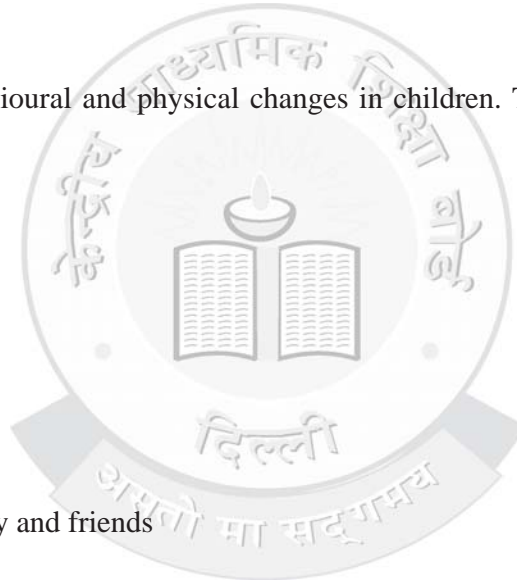 केन्द्रीय माध्यमिक शिक्षा बोर्ड
ioural and physical changes in children.
दिल्ली
असतो मा सद्गमय
y and friends